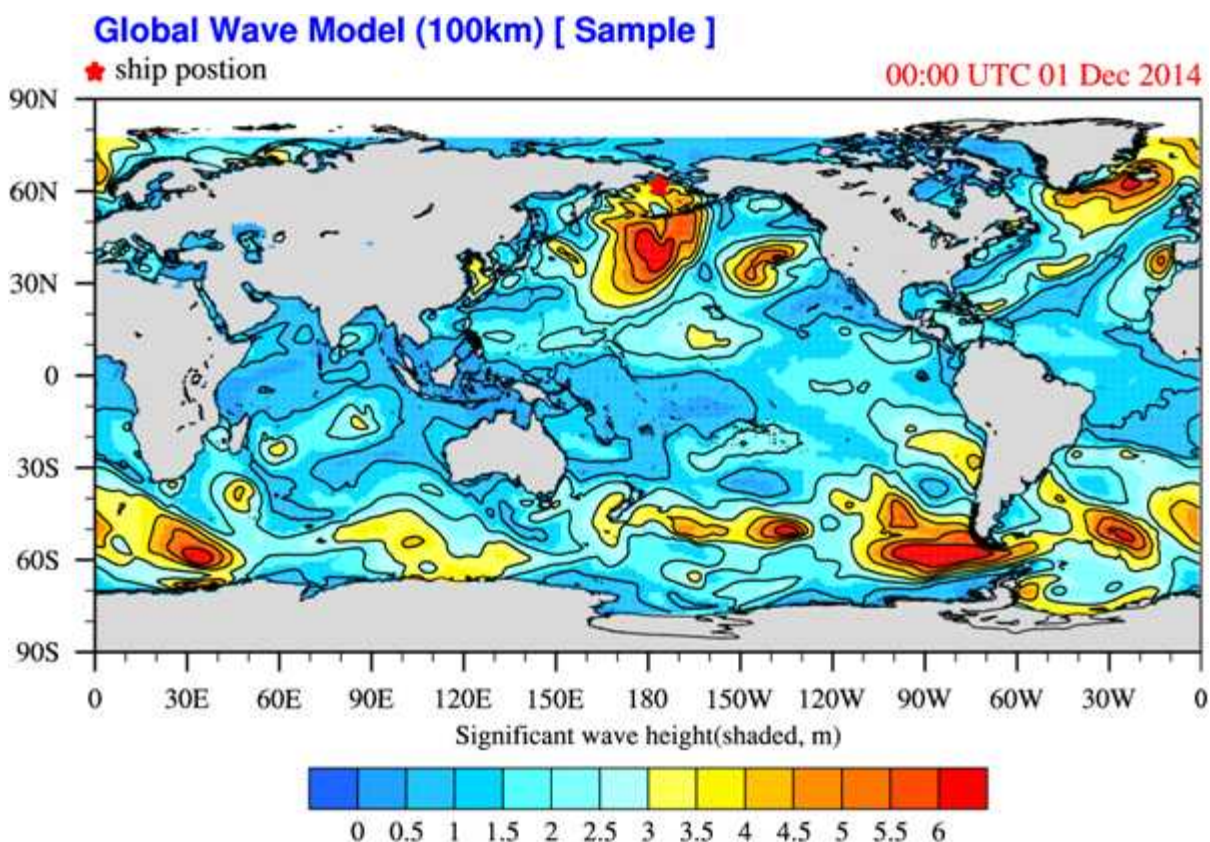 Global Wave Model (100km) [ Sample ]
ship postion
00:00 UTC 01 Dec 2014
90N
60N
30N
0
30S
60S
90S
0 30E 60E 90E 120E 150E 180 150W 120W 90W 60W 30W 0
Significant wave height(shaded, m)
0 0.5 1 1.5 2 2.5 3 3.5 4 4.5 5 5.5 6